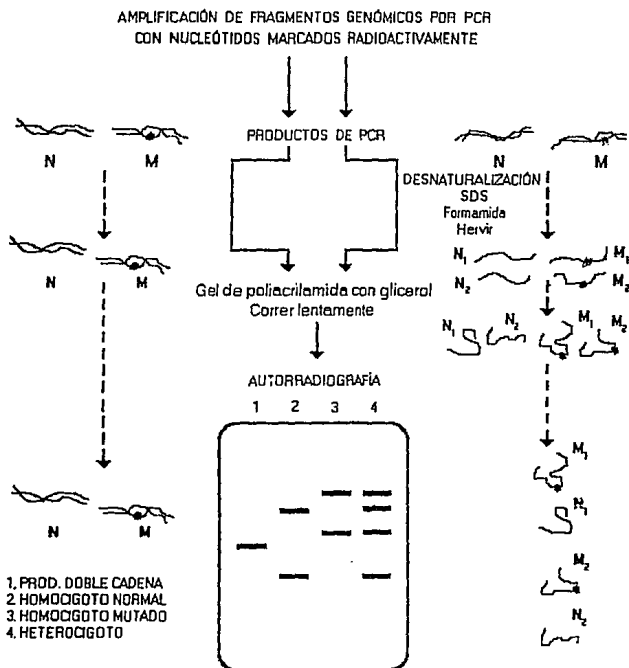 AMPLIFICACIÓN DE FRAGMENTOS GENÓMICOS POR PCR
CON NUCLEÓTIDOS MARCADOS RADIOACTIVAMENTE
N M
PRODUCTOS DE PCR
N M
DESNATURALIZACIÓN
SDS
Formamida
Hervir
N M
N₁ M₁
N₂ M₂
Gel de poliacrilamida con glicerol
Correr lentamente
N₁ N₂ M₁ M₂
AUTORRADIOGRAFÍA
1 2 3 4
M₁
N₁
M₂
N₂
N M
1, PROD. DOBLE CADENA
2 HOMOCIGOTO NORMAL
3, HOMOCIGOTO MUTADO
4, HETEROCIGOTO